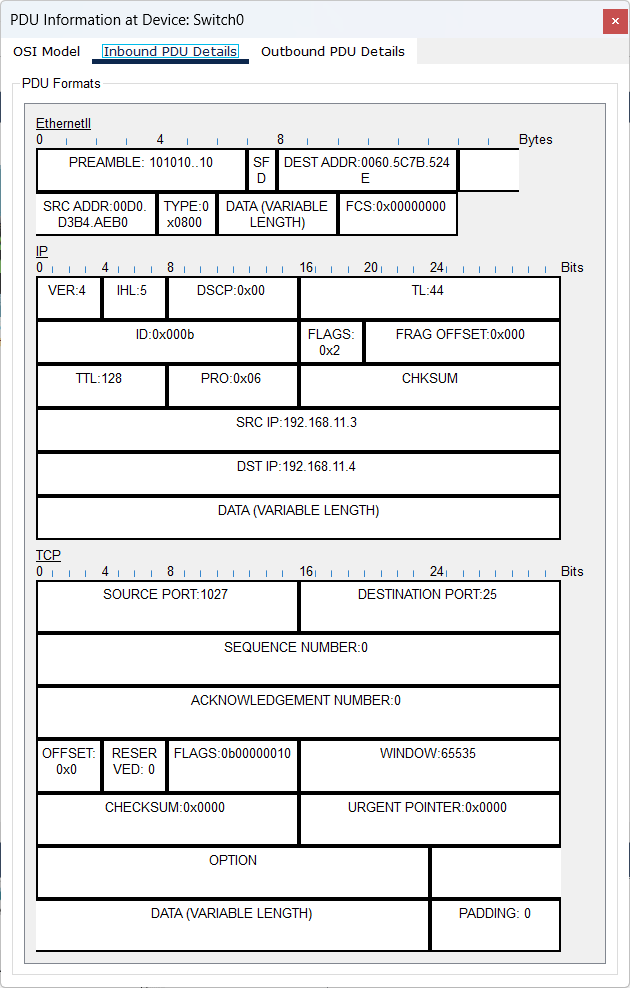 PDU Information at Device: Switch0
OSI Model Inbound PDU Details Outbound PDU Details
PDU Formats
EthernetII
0 4 8 Bytes
PREAMBLE: 101010..10 SF DEST ADDR:0060.5C7B.524
D E
SRC ADDR:00D0. TYPE:0 DATA (VARIABLE FCS:0x00000000
D3B4.AEB0 x0800 LENGTH)
IP
0 4 8 16 20 24 Bits
VER:4 IHL:5 DSCP:0x00 TL:44
ID:0x000b FLAGS: FRAG OFFSET:0x000
0x2
TTL:128 PRO:0x06 CHKSUM
SRC IP:192.168.11.3
DST IP:192.168.11.4
DATA (VARIABLE LENGTH)
TCP
0 4 8 16 24 Bits
SOURCE PORT:1027 DESTINATION PORT:25
SEQUENCE NUMBER:0
ACKNOWLEDGEMENT NUMBER:0
OFFSET: RESER FLAGS:0b00000010 WINDOW:65535
0x0 VED: 0
CHECKSUM:0x0000 URGENT POINTER:0x0000
OPTION
DATA (VARIABLE LENGTH) PADDING: 0